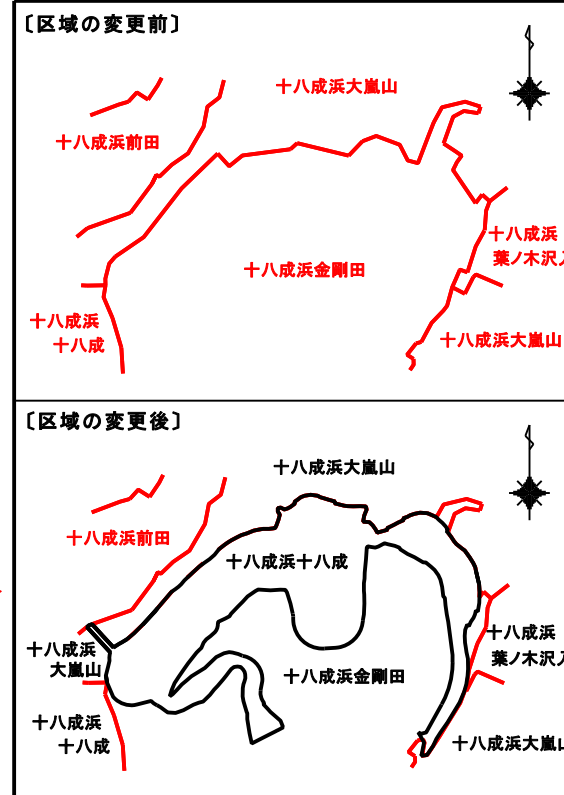 〔区域の変更前〕
十八成浜大嵐山
十八成浜前田
十八成浜
葉ノ木沢入
十八成浜金剛田
十八成浜
十八成
十八成浜大嵐山
〔区域の変更後〕
十八成浜大嵐山
十八成浜前田
十八成浜十八成
十八成浜
葉ノ木沢入
十八成浜
大嵐山
十八成浜金剛田
十八成浜
十八成
十八成浜大嵐山